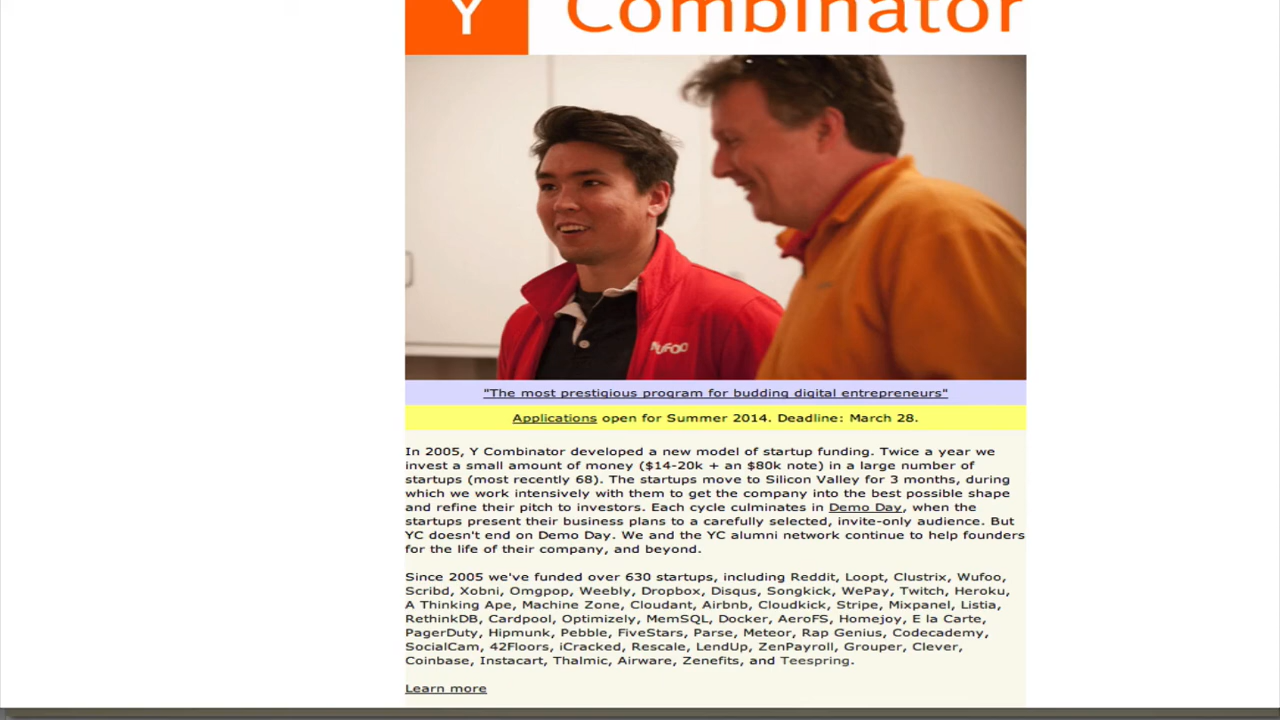 Y Combinator
WUFOO
"The most prestigious program for budding digital entrepreneurs"
Applications open for Summer 2014. Deadline: March 28.
In 2005, Y Combinator developed a new model of startup funding. Twice a year we
invest a small amount of money ($14-20k + an $80k note) in a large number of
startups (most recently 68). The startups move to Silicon Valley for 3 months, during
which we work intensively with them to get the company into the best possible shape
and refine their pitch to investors. Each cycle culminates in Demo Day, when the
startups present their business plans to a carefully selected, invite-only audience. But
YC doesn't end on Demo Day. We and the YC alumni network continue to help founders
for the life of their company, and beyond.
Since 2005 we've funded over 630 startups, including Reddit, Loopt, Clustrix, Wufoo,
Scribd, Xobni, Omgpop, Weebly, Dropbox, Disqus, Songkick, WePay, Twitch, Heroku,
A Thinking Ape, Machine Zone, Cloudant, Airbnb, Cloudkick, Stripe, Mixpanel, Listia,
RethinkDB, Cardpool, Optimizely, MemSQL, Docker, AeroFS, Homejoy, E la Carte,
PagerDuty, Hipmunk, Pebble, FiveStars, Parse, Meteor, Rap Genius, Codecademy,
SocialCam, 42Floors, iCracked, Rescale, LendUp, ZenPayroll, Grouper, Clever,
Coinbase, Instacart, Thalmic, Airware, Zenefits, and Teespring.
Learn more